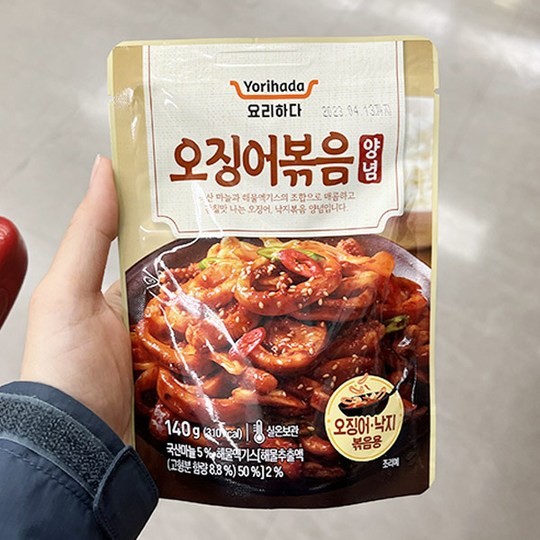 Yorihada
요리하다
2023.04.13까지
오징어볶음
양념
산 마늘과 해물엑기스의 조합으로 매콤하고
나는 오징어, 낙지볶음 양념입니다.
140g (310kcal) 실온보관
국산마늘 5%, 해물엑기스[해물추출액
(고형분 함량 8.8%) 50%] 2%
오징어·낙지
볶음용
조리예